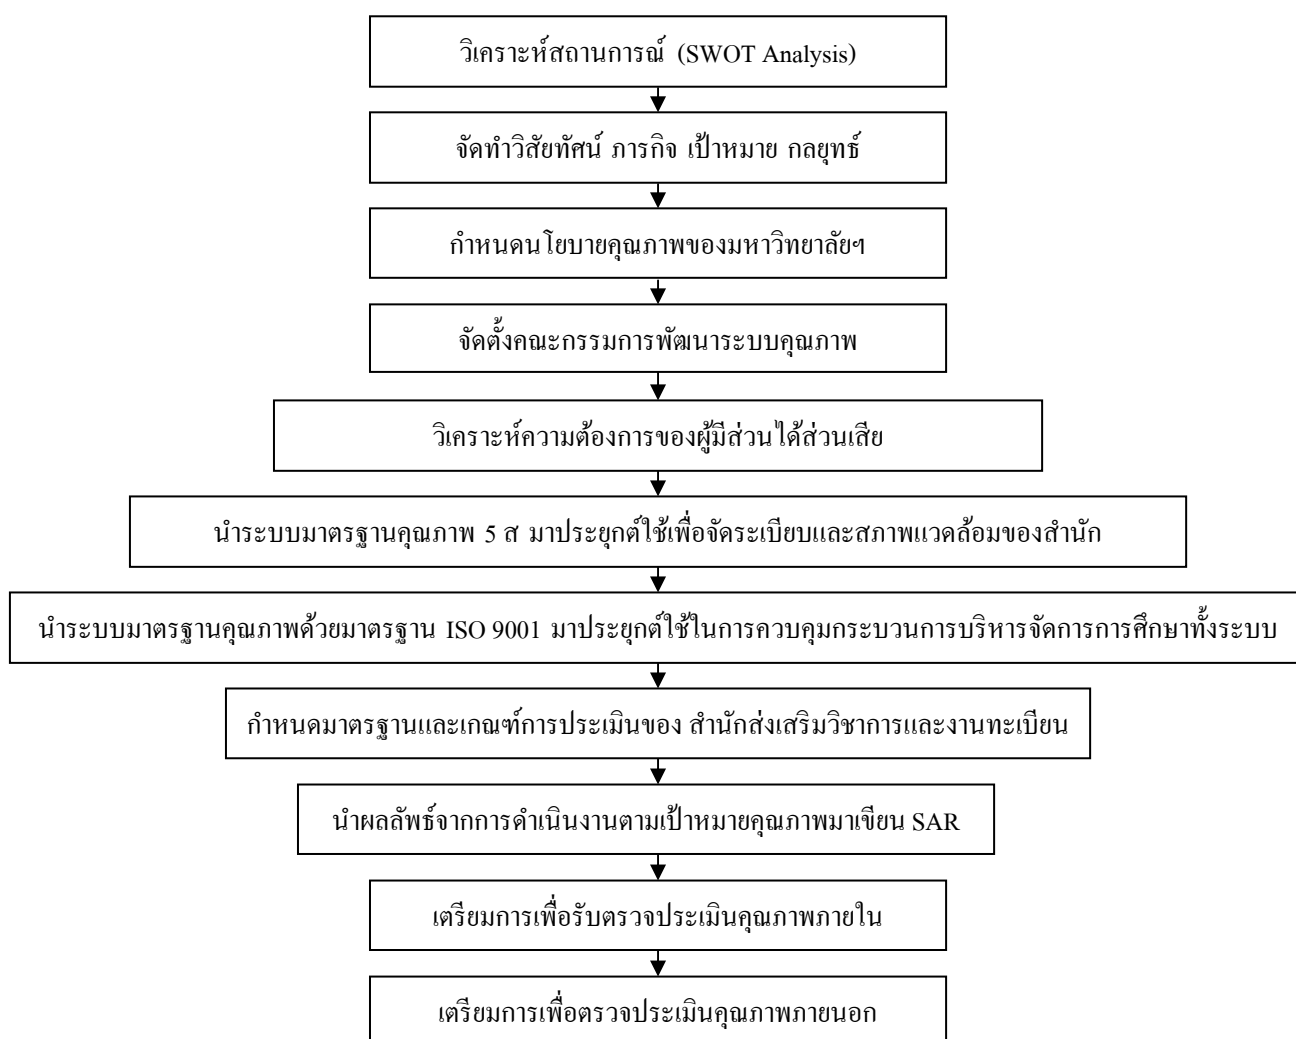 วิเคราะห์สถานการณ์ (SWOT Analysis)
จัดทำวิสัยทัศน์ ภารกิจ เป้าหมาย กลยุทธ์
กำหนดนโยบายคุณภาพของมหาวิทยาลัยฯ
จัดตั้งคณะกรรมการพัฒนาระบบคุณภาพ
วิเคราะห์ความต้องการของผู้มีส่วนได้ส่วนเสีย
นำระบบมาตรฐานคุณภาพ 5 ส มาประยุกต์ใช้เพื่อจัดระเบียบและสภาพแวดล้อมของสำนัก
นำระบบมาตรฐานคุณภาพด้วยมาตรฐาน ISO 9001 มาประยุกต์ใช้ในการควบคุมกระบวนการบริหารจัดการการศึกษาทั้งระบบ
กำหนดมาตรฐานและเกณฑ์การประเมินของ สำนักส่งเสริมวิชาการและงานทะเบียน
นำผลลัพธ์จากการดำเนินงานตามเป้าหมายคุณภาพมาเขียน SAR
เตรียมการเพื่อรับตรวจประเมินคุณภาพภายใน
เตรียมการเพื่อตรวจประเมินคุณภาพภายนอก